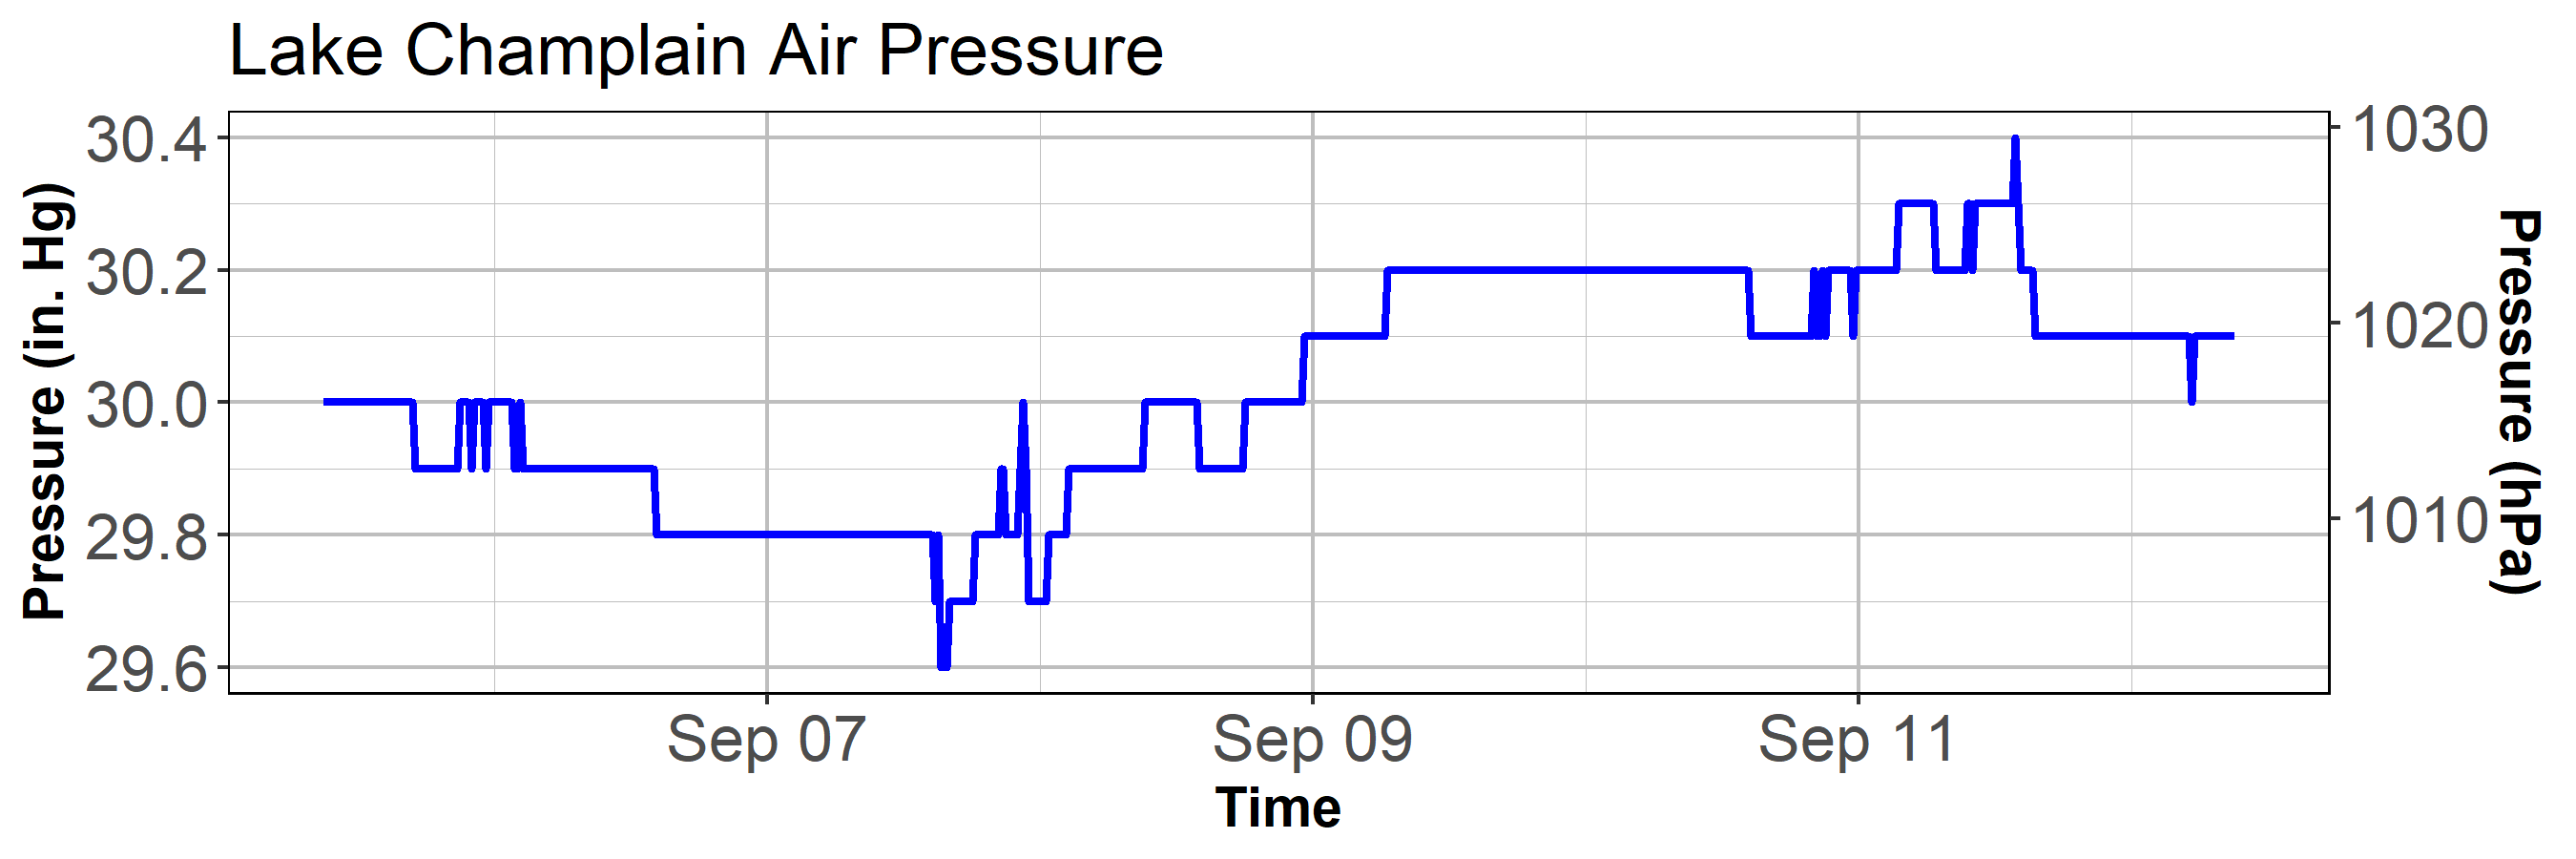 Lake Champlain Air Pressure
Pressure (in. Hg)
30.4
30.2
30.0
29.8
29.6
1030
1020
1010
Pressure (hPa)
Sep 07 Sep 09 Sep 11
Time